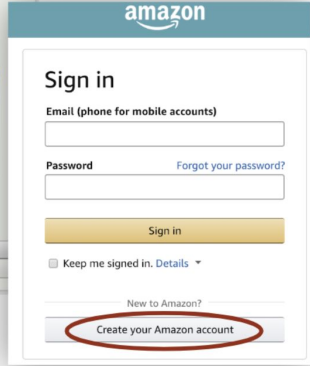 amazon
Sign in
Email (phone for mobile accounts)
Password Forgot your password?
Sign in
Keep me signed in. Details
New to Amazon?
Create your Amazon account